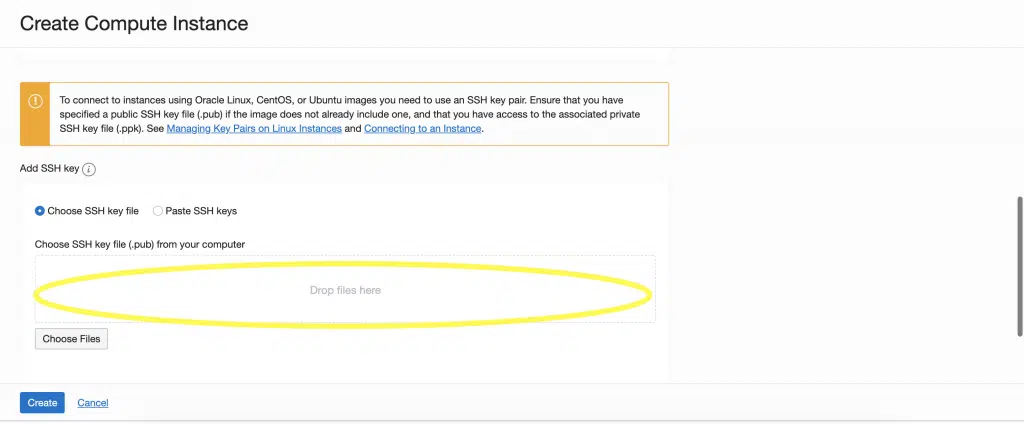 Create Compute Instance
To connect to instances using Oracle Linux, CentOS, or Ubuntu images you need to use an SSH key pair. Ensure that you have
specified a public SSH key file (.pub) if the image does not already include one, and that you have access to the associated private
SSH key file (.ppk). See Managing Key Pairs on Linux Instances and Connecting to an Instance.
Add SSH key
Choose SSH key file Paste SSH keys
Choose SSH key file (.pub) from your computer
Drop files here
Choose Files
Create Cancel